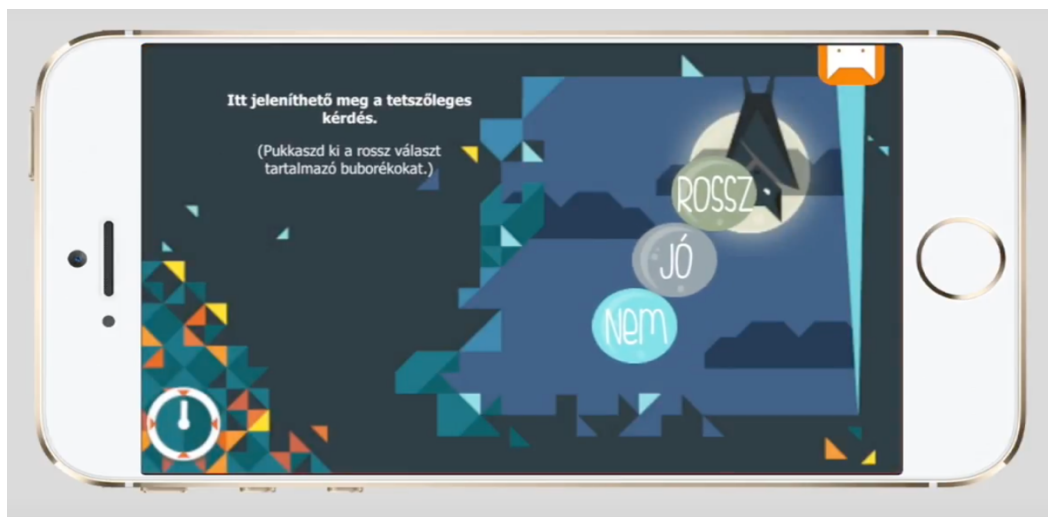 Itt jeleníthető meg a tetszőleges
kérdés.
(Pukkaszd ki a rossz választ
tartalmazó buborékokat.)
ROSSZ
JÓ
Nem